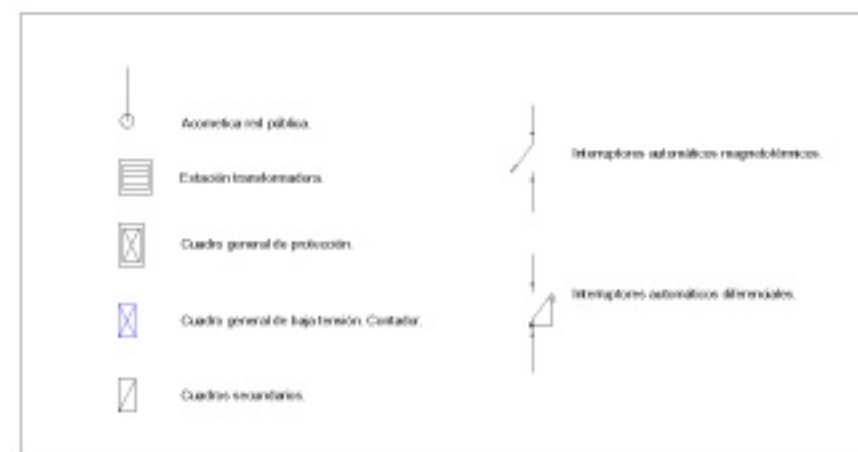 Acometica red pública.
Estación transformadora.
Cuadro general de protección.
Cuadro general de baja tensión. Contador.
Cuadros secundarios.
Interruptores automáticos magnetotérmicos.
Interruptores automáticos diferenciales.